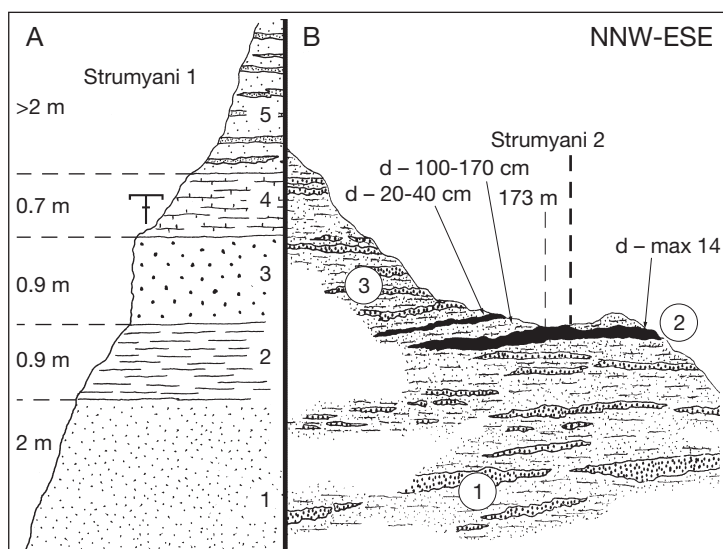 A
Strumyani 1
>2 m
0.7 m
0.9 m
0.9 m
2 m
5
4
3
2
1
B
NNW-ESE
Strumyani 2
d – 100-170 cm
d – 20-40 cm
173 m
d – max 14
3
2
1